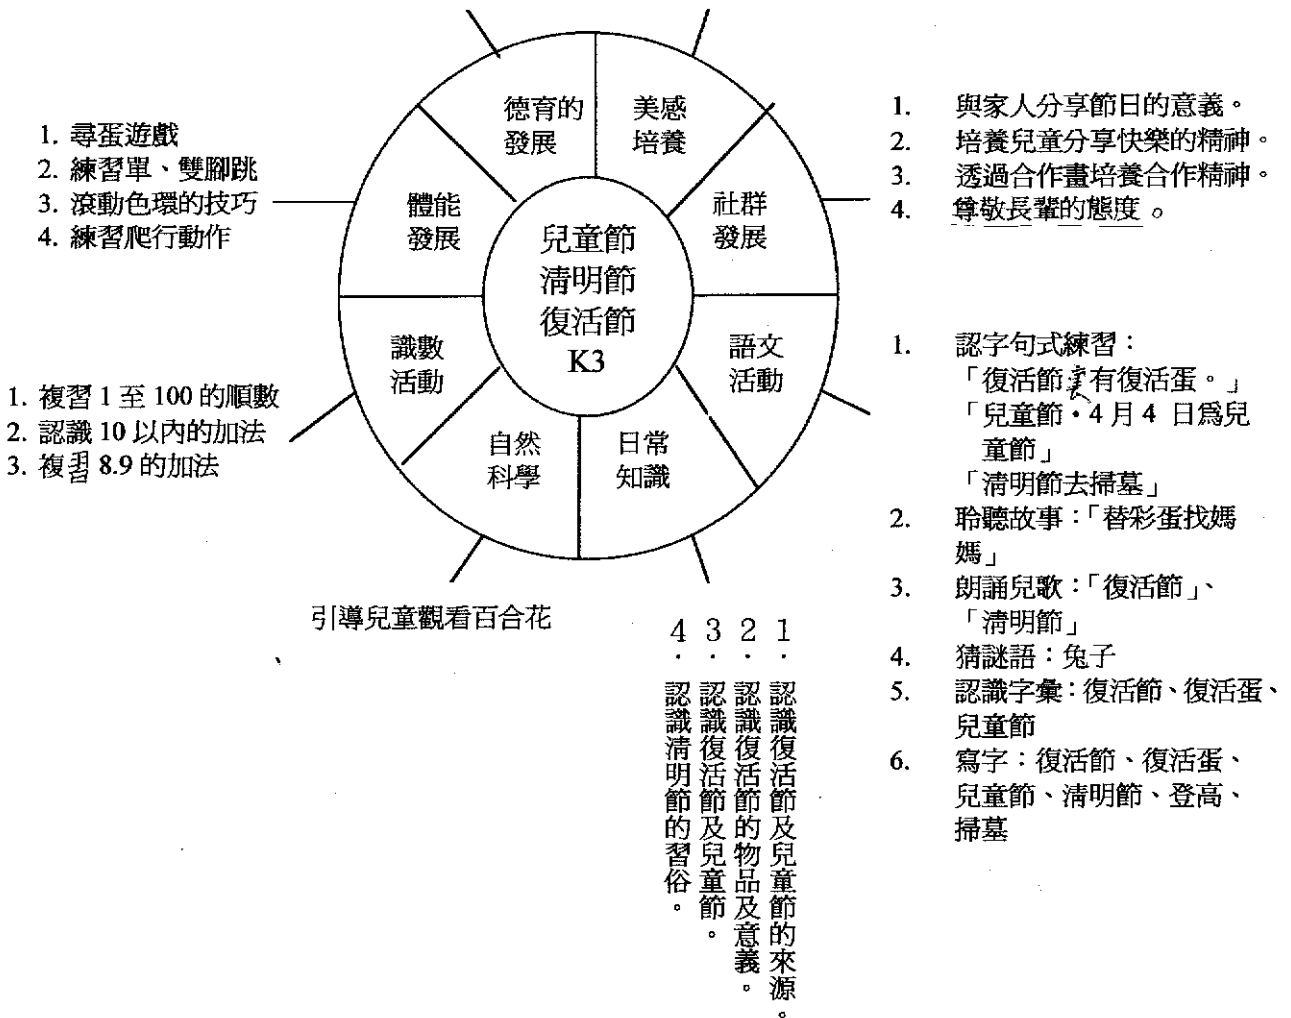 德育的
發展
美感
培養
體能
發展
社群
發展
兒童節
清明節
復活節
K3
識數
活動
語文
活動
自然
科學
日常
知識
1. 尋蛋遊戲
2. 練習單、雙腳跳
3. 滾動色環的技巧
4. 練習爬行動作
1. 複習 1 至 100 的順數
2. 認識 10 以內的加法
3. 複習 8.9 的加法
引導兒童觀看百合花
1. 認識復活節及兒童節的來源。
2. 認識復活節的物品及意義。
3. 認識復活節及兒童節。
4. 認識清明節的習俗。
1. 與家人分享節日的意義。
2. 培養兒童分享快樂的精神。
3. 透過合作畫培養合作精神。
4. 尊敬長輩的態度。
1. 認字句式練習：
「復活節有復活蛋。」
「兒童節・4 月 4 日為兒
童節」
「清明節去掃墓」
2. 聆聽故事：「替彩蛋找媽
媽」
3. 朗誦兒歌：「復活節」、
「清明節」
4. 猜謎語：兔子
5. 認識字彙：復活節、復活蛋、
兒童節
6. 寫字：復活節、復活蛋、
兒童節、清明節、登高、
掃墓